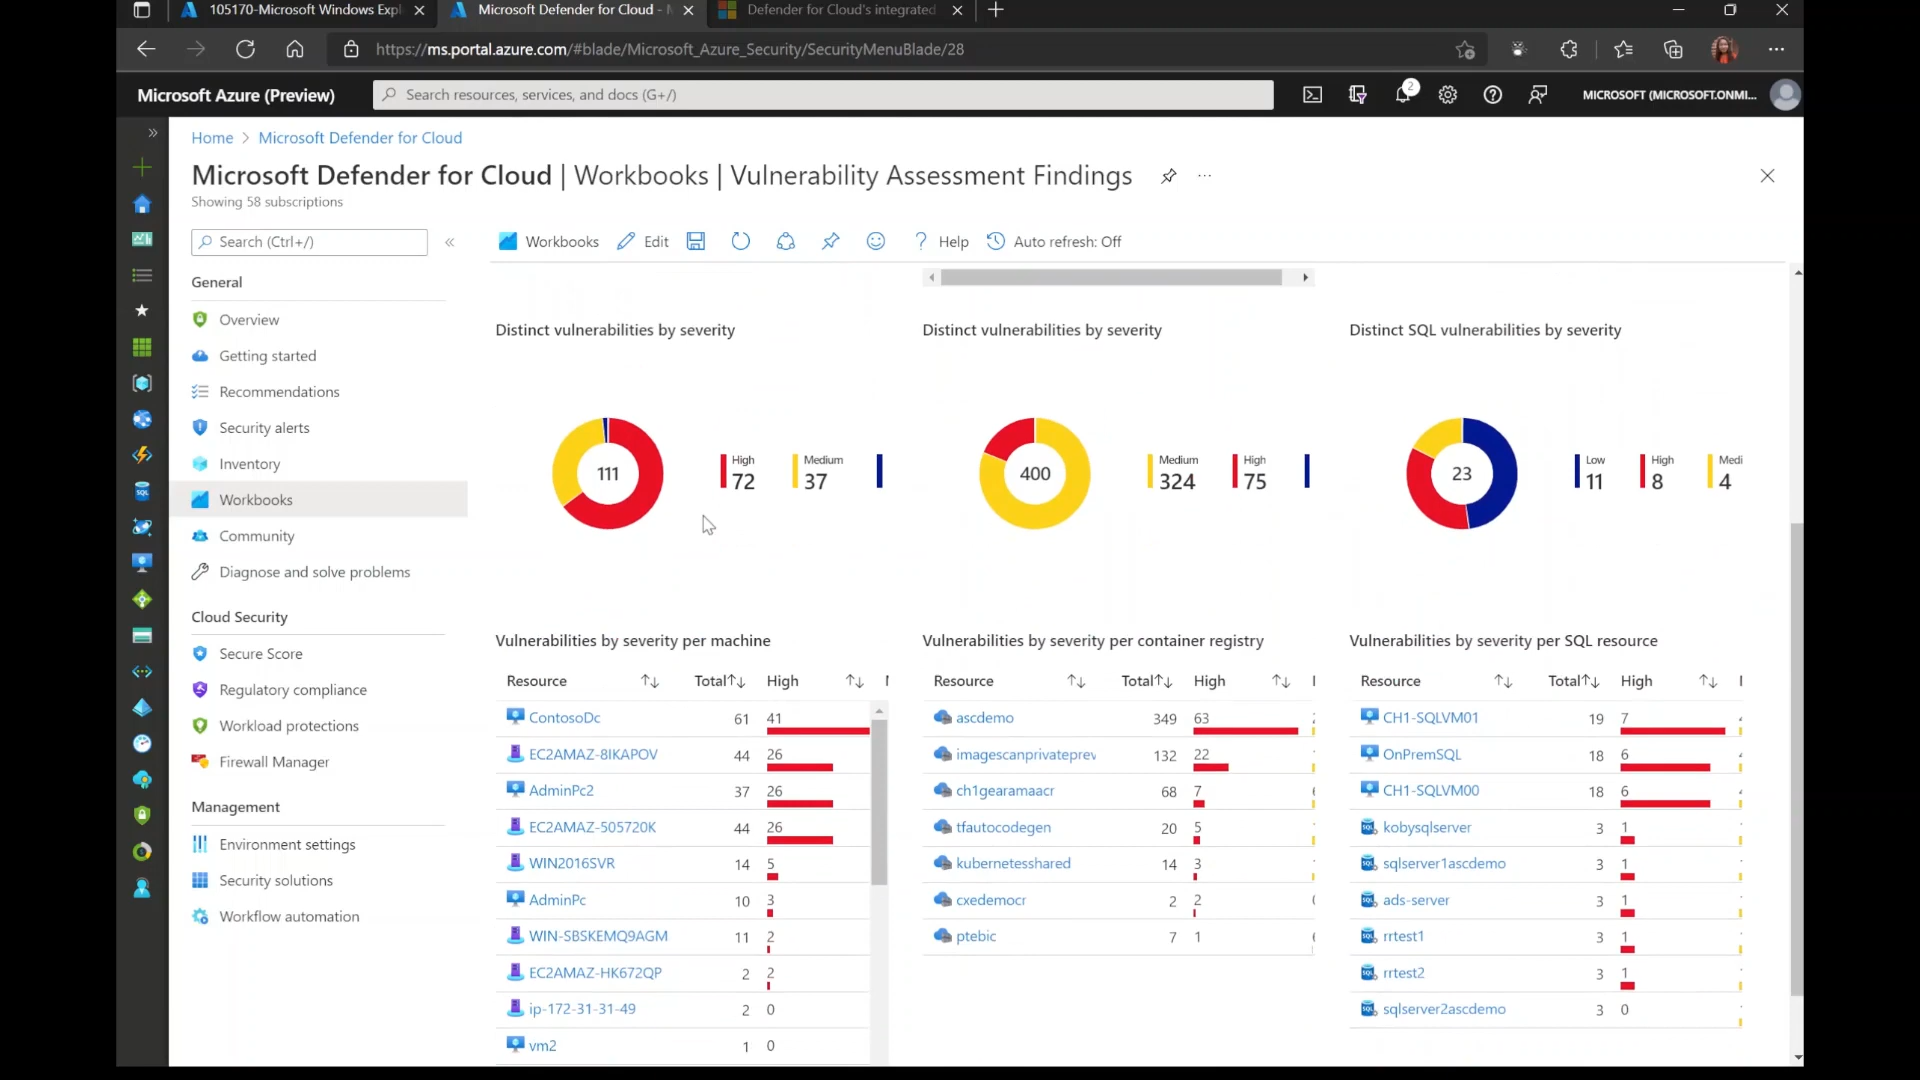 105170-Microsoft Windows Expl
Microsoft Defender for Cloud - M
Defender for Cloud's integrated
https://ms.portal.azure.com/#blade/Microsoft_Azure_Security/SecurityMenuBlade/28
Microsoft Azure (Preview)
Search resources, services, and docs (G+/)
2
MICROSOFT (MICROSOFT.ONMI...
Home > Microsoft Defender for Cloud
Microsoft Defender for Cloud | Workbooks | Vulnerability Assessment Findings ...
Showing 58 subscriptions
Search (Ctrl+/)
Workbooks Edit ? Help Auto refresh: Off
General
Overview
Getting started
Recommendations
Security alerts
Inventory
Workbooks
Community
Diagnose and solve problems
Cloud Security
Secure Score
Regulatory compliance
Workload protections
Firewall Manager
Management
Environment settings
Security solutions
Workflow automation
Distinct vulnerabilities by severity
111
High 72
Medium 37
Distinct vulnerabilities by severity
400
Medium 324
High 75
Distinct SQL vulnerabilities by severity
23
Low 11
High 8
Medi 4
Vulnerabilities by severity per machine
Resource Total High
ContosoDc 61 41
EC2AMAZ-8IKAPOV 44 26
AdminPc2 37 26
EC2AMAZ-505720K 44 26
WIN2016SVR 14 5
AdminPc 10 3
WIN-SBSKEMQ9AGM 11 2
EC2AMAZ-HK672QP 2 2
ip-172-31-31-49 2 0
vm2 1 0
Vulnerabilities by severity per container registry
Resource Total High
ascdemo 349 63
imagescanprivateprev 132 22
ch1gearamaacr 68 7
tfautocodegen 20 5
kubernetesshared 14 3
cxedemocr 2 2
ptebic 7 1
Vulnerabilities by severity per SQL resource
Resource Total High
CH1-SQLVM01 19 7
OnPremSQL 18 6
CH1-SQLVM00 18 6
kobysqlserver 3 1
sqlserver1ascdemo 3 1
ads-server 3 1
rrtest1 3 1
rrtest2 3 1
sqlserver2ascdemo 3 0